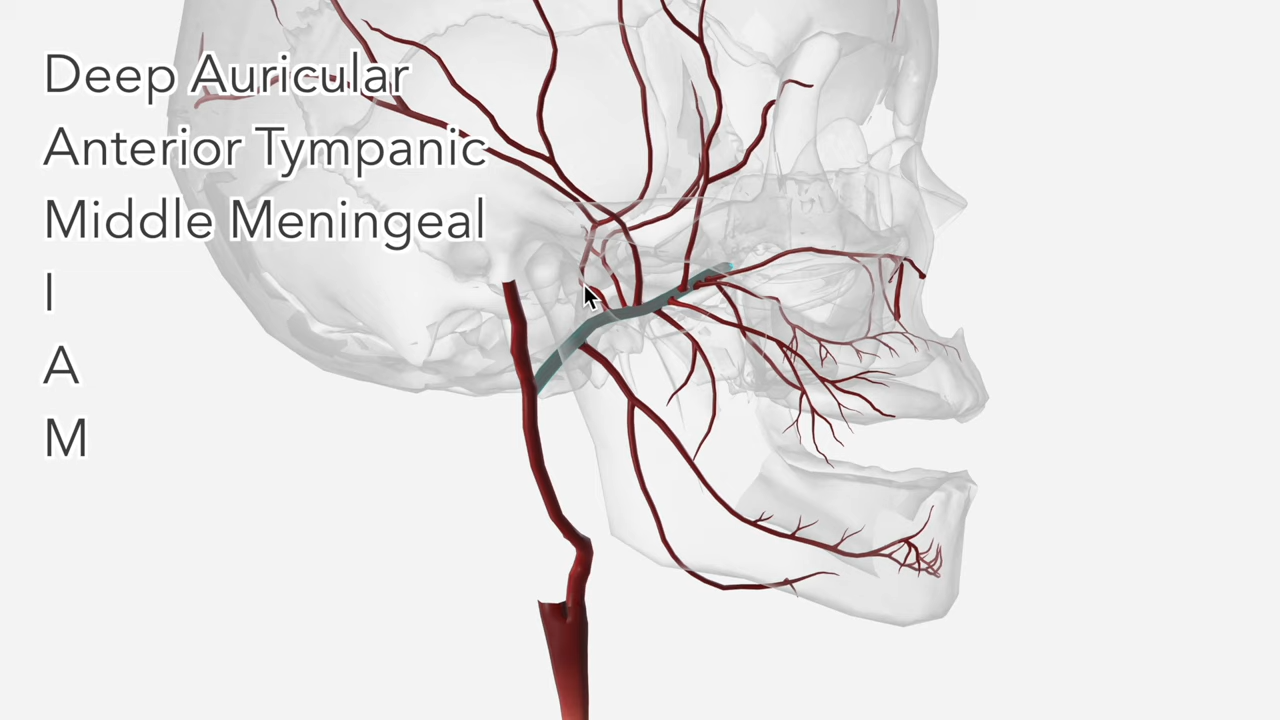 Deep Auricular
Anterior Tympanic
Middle Meningeal
I
A
M